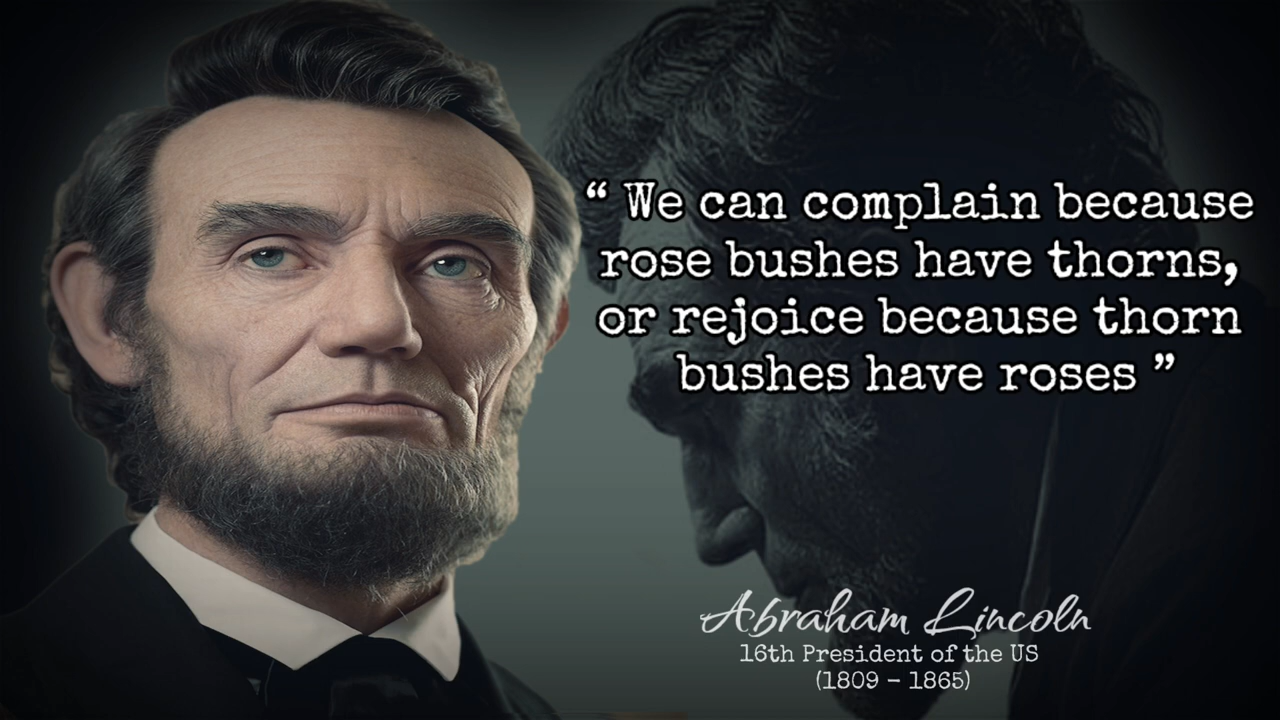 “ We can complain because
rose bushes have thorns,
or rejoice because thorn
bushes have roses ”
Abraham Lincoln
16th President of the US
(1809 – 1865)